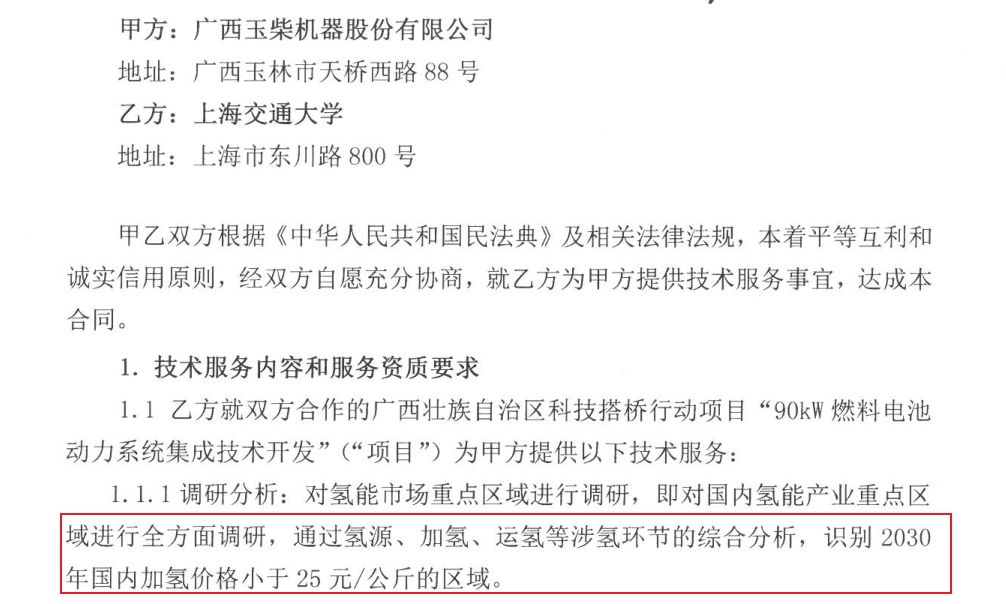 甲方：广西玉柴机器股份有限公司
地址：广西玉林市天桥西路 88 号
乙方：上海交通大学
地址：上海市东川路 800 号
甲乙双方根据《中华人民共和国民法典》及相关法律法规，本着平等互利和
诚实信用原则，经双方自愿充分协商，就乙方为甲方提供技术服务事宜，达成本
合同。
1. 技术服务内容和服务资质要求
1.1 乙方就双方合作的广西壮族自治区科技搭桥行动项目“90kW 燃料电池
动力系统集成技术开发”（“项目”）为甲方提供以下技术服务：
1.1.1 调研分析：对氢能市场重点区域进行调研，即对国内氢能产业重点区
域进行全方面调研，通过氢源、加氢、运氢等涉氢环节的综合分析，识别 2030
年国内加氢价格小于 25 元/公斤的区域。